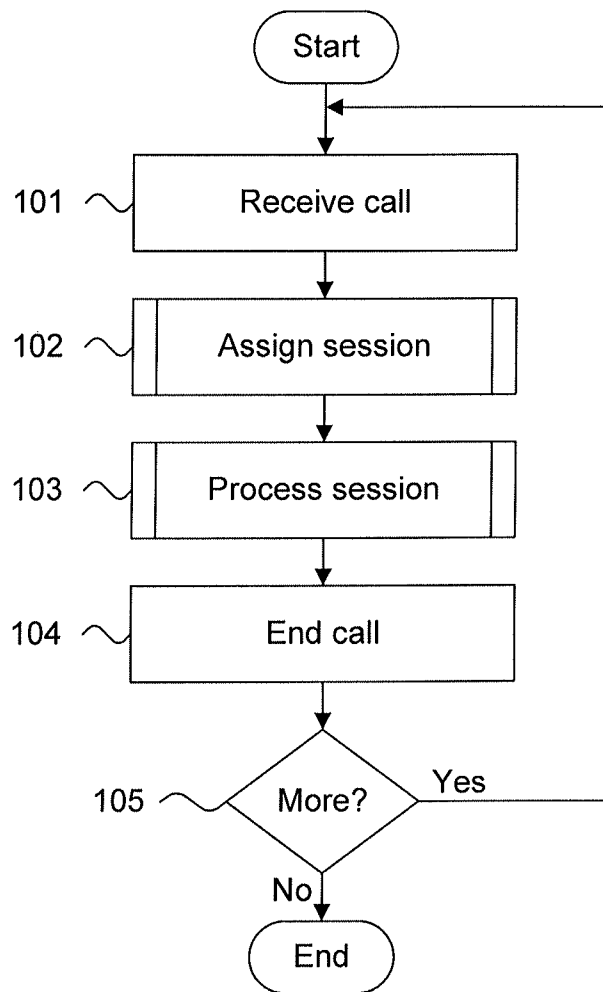 Start
101 Receive call
102 Assign session
103 Process session
104 End call
105 More? Yes
No
End